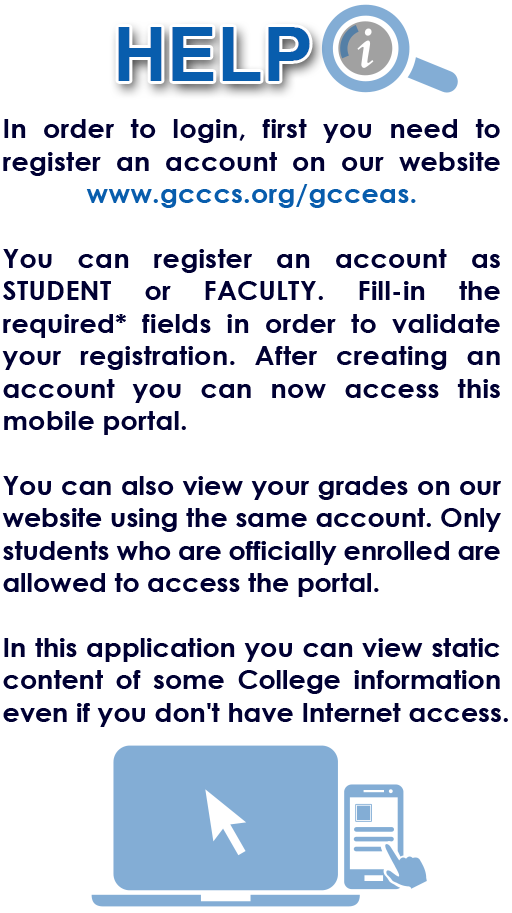 HELP i
In order to login, first you need to
register an account on our website
www.gcccs.org/gcceas.
You can register an account as
STUDENT or FACULTY. Fill-in the
required* fields in order to validate
your registration. After creating an
account you can now access this
mobile portal.
You can also view your grades on our
website using the same account. Only
students who are officially enrolled are
allowed to access the portal.
In this application you can view static
content of some College information
even if you don't have Internet access.